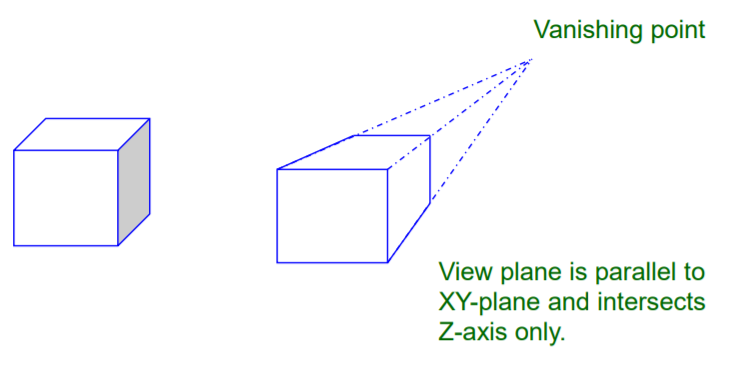 Vanishing point
View plane is parallel to
XY-plane and intersects
Z-axis only.